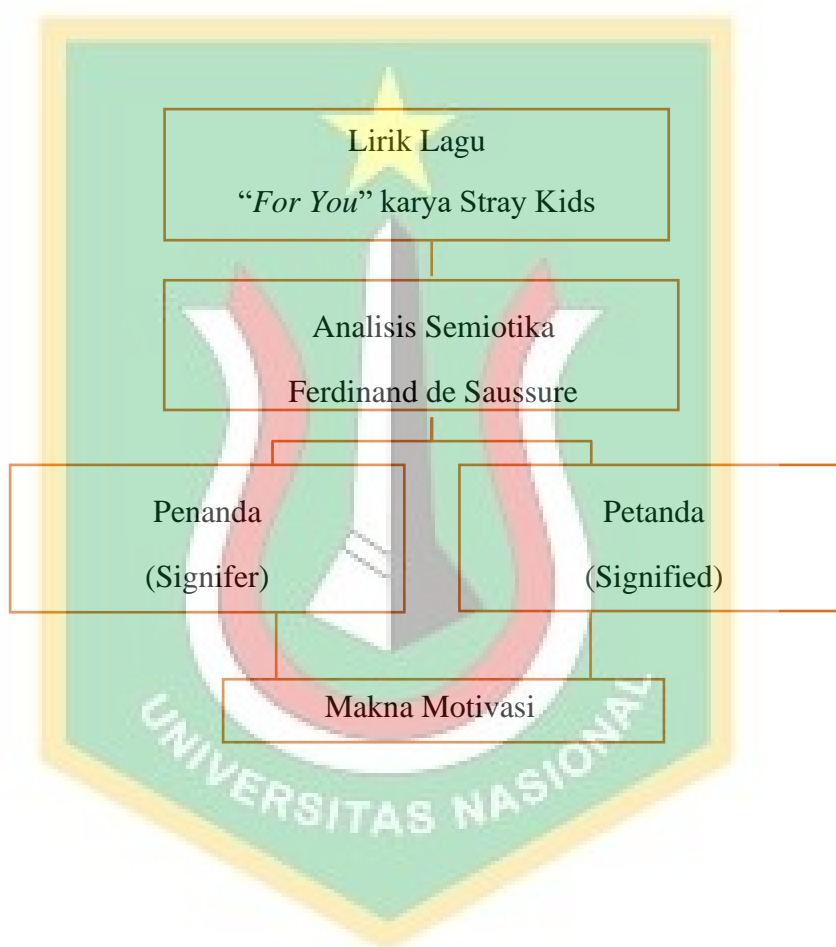 Lirik Lagu
“For You” karya Stray Kids
Analisis Semiotika
Ferdinand de Saussure
Penanda
(Signifer)
Petanda
(Signified)
Makna Motivasi
UNIVERSITAS NASIONAL